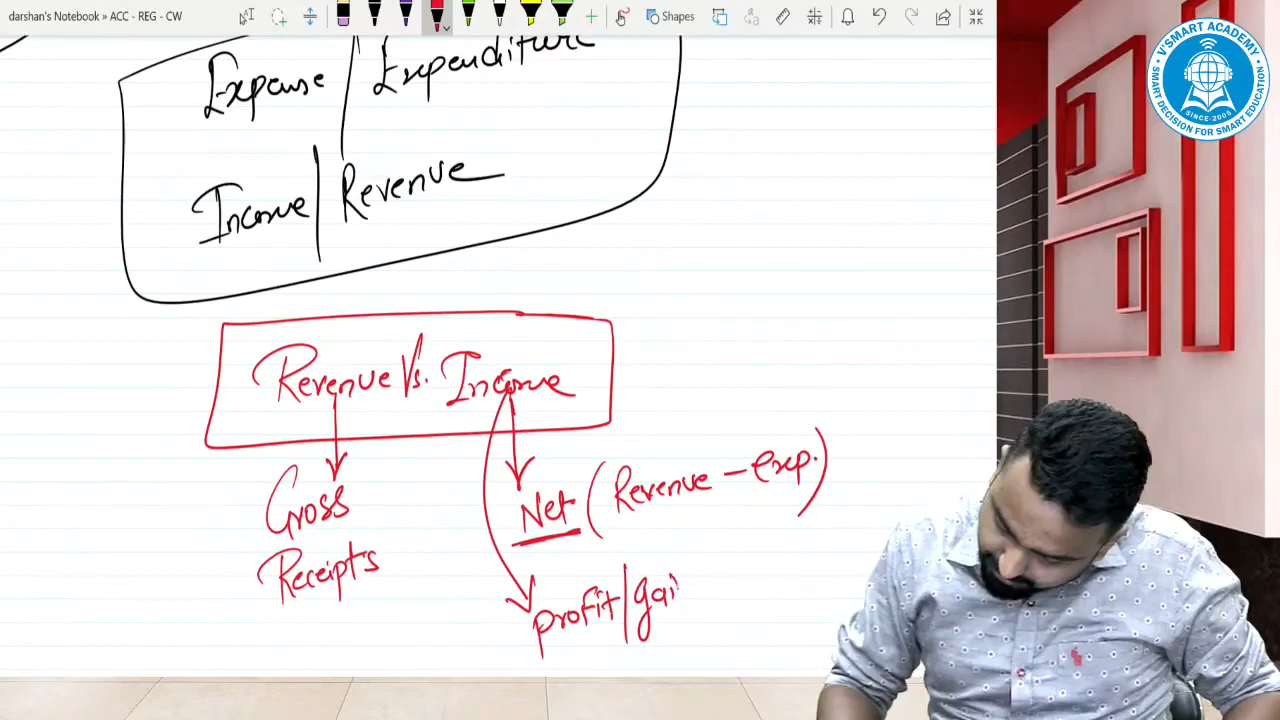 darshan's Notebook » ACC - REG - CW
Shapes
Expense | Expenditure
Income | Revenue
Revenue Vs. Income
Gross
Receipts
Net (Revenue - exp.)
profit | gai
V'SMART ACADEMY
SINCE-2005
SMART DECISION FOR SMART EDUCATION